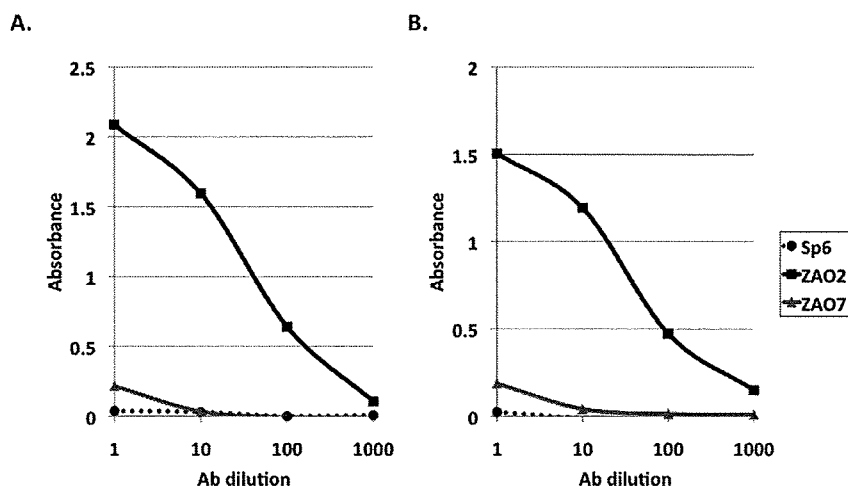 A.
2.5
2
1.5
1
0.5
0
Absorbance
1 10 100 1000
Ab dilution
B.
2
1.5
1
0.5
0
Absorbance
1 10 100 1000
Ab dilution
Sp6
ZAO2
ZAO7